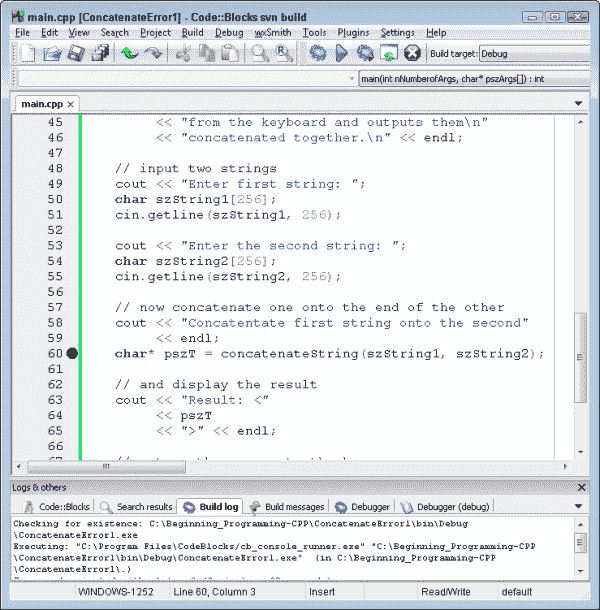 main.cpp [ConcatenateError1] - Code::Blocks svn build
File Edit View Search Project Build Debug wxSmith Tools Plugins Settings Help
Build target: Debug
main(int nNumberofArgs, char* pszArgs[]) : int
main.cpp
45 << "from the keyboard and outputs them\n"
46 << "concatenated together.\n" << endl;
47
48 // input two strings
49 cout << "Enter first string: ";
50 char szString1[256];
51 cin.getline(szString1, 256);
52
53 cout << "Enter the second string: ";
54 char szString2[256];
55 cin.getline(szString2, 256);
56
57 // now concatenate one onto the end of the other
58 cout << "Concatentate first string onto the second"
59 << endl;
60 char* pszT = concatenateString(szString1, szString2);
61
62 // and display the result
63 cout << "Result: <"
64 << pszT
65 << ">" << endl;
66
Logs & others
Code::Blocks Search results Build log Build messages Debugger Debugger (debug)
Checking for existence: C:\Beginning_Programming-CPP\ConcatenateError1\bin\Debug
\ConcatenateError1.exe
Executing: "C:\Program Files\CodeBlocks/cb_console_runner.exe" "C:\Beginning_Programming-CPP
\ConcatenateError1\bin\Debug\ConcatenateError1.exe" (in C:\Beginning_Programming-CPP
\ConcatenateError1\.)
WINDOWS-1252 Line 60, Column 3 Insert Read/Write default